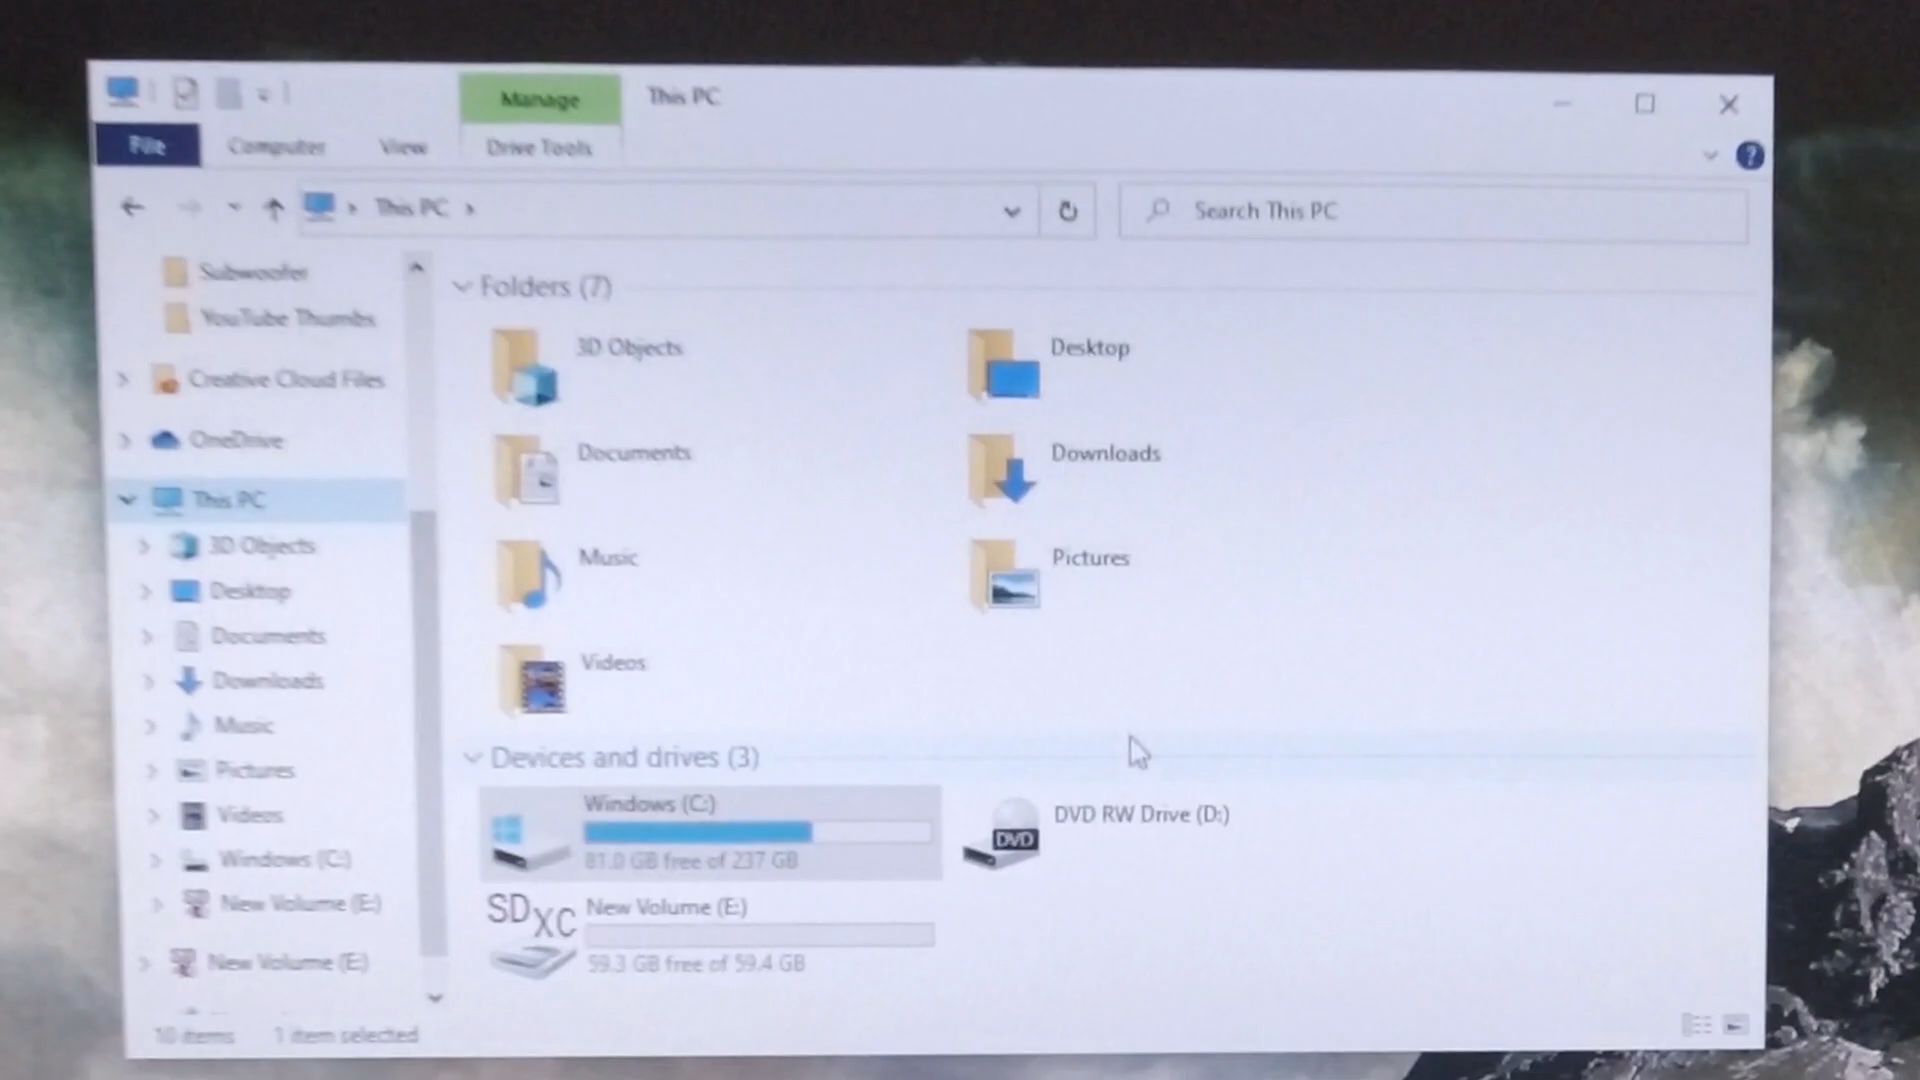 Manage
This PC
File
Computer
View
Drive Tools
?
This PC
Search This PC
Subwoofer
YouTube Thumbs
Creative Cloud Files
OneDrive
This PC
3D Objects
Desktop
Documents
Downloads
Music
Pictures
Videos
Windows (C:)
New Volume (E:)
New Volume (E:)
Folders (7)
3D Objects
Desktop
Documents
Downloads
Music
Pictures
Videos
Devices and drives (3)
Windows (C:)
81.0 GB free of 237 GB
DVD
DVD RW Drive (D:)
SDXC
New Volume (E:)
59.3 GB free of 59.4 GB
10 items
1 item selected